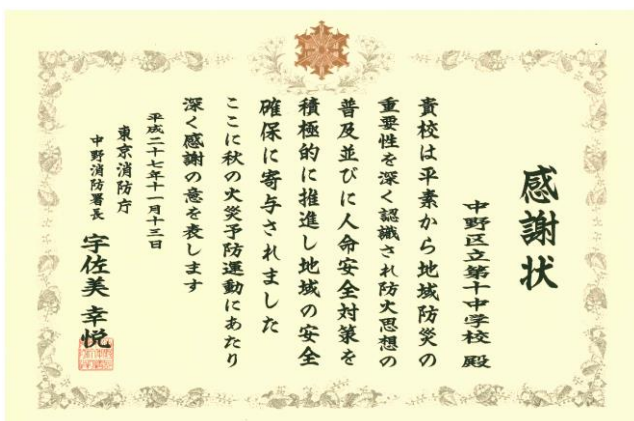 感謝状
中野区立第十中学校 殿
貴校は平素から地域防災の
重要性を深く認識され防火思想の
普及並びに人命安全対策を
積極的に推進し地域の安全
確保に寄与されました
ここに秋の火災予防運動にあたり
深く感謝の意を表します
平成二十七年十一月十三日
東京消防庁
中野消防署長 宇佐美 幸悦